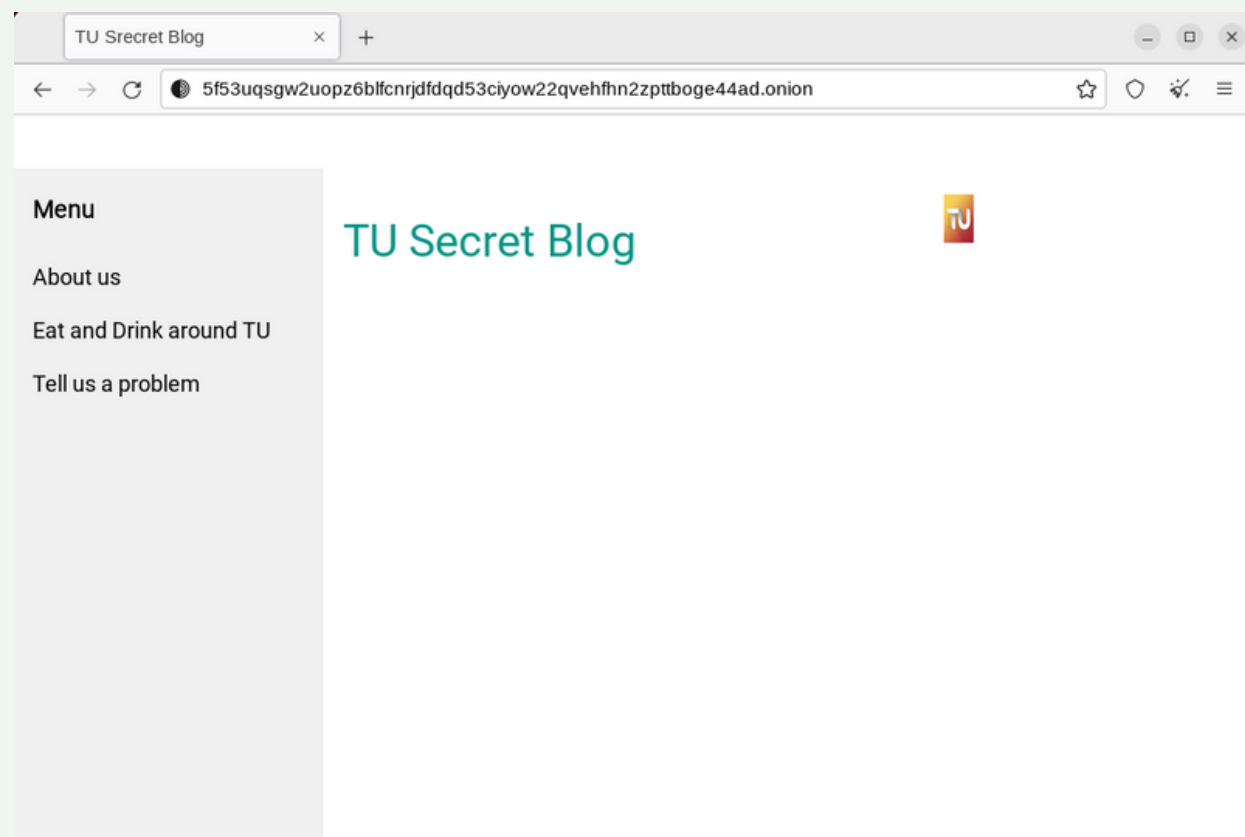 TU Srecret Blog
5f53uqsgw2uopz6blfcnrjdfdqd53ciyow22qvehfhn2zpttboge44ad.onion
Menu
About us
Eat and Drink around TU
Tell us a problem
TU Secret Blog
TU